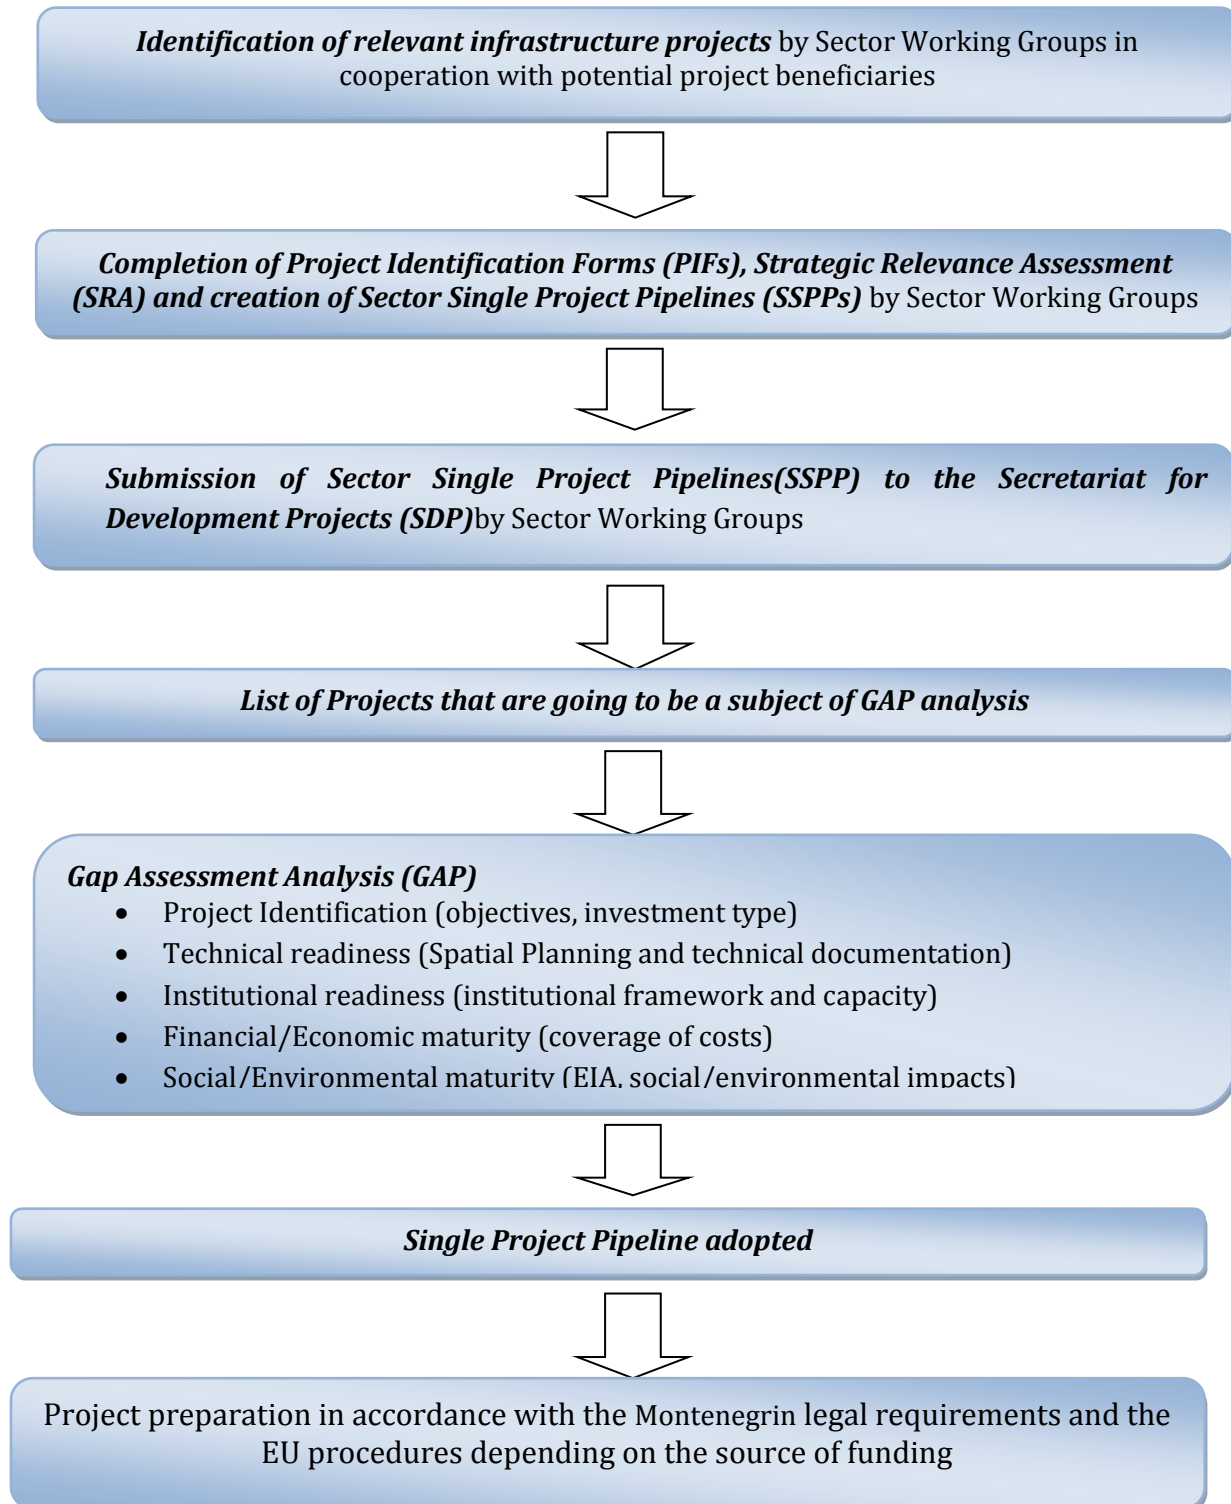 Identification of relevant infrastructure projects by Sector Working Groups in
cooperation with potential project beneficiaries
Completion of Project Identification Forms (PIFs), Strategic Relevance Assessment
(SRA) and creation of Sector Single Project Pipelines (SSPPs) by Sector Working Groups
Submission of Sector Single Project Pipelines(SSPP) to the Secretariat for
Development Projects (SDP)by Sector Working Groups
List of Projects that are going to be a subject of GAP analysis
Gap Assessment Analysis (GAP)
• Project Identification (objectives, investment type)
• Technical readiness (Spatial Planning and technical documentation)
• Institutional readiness (institutional framework and capacity)
• Financial/Economic maturity (coverage of costs)
• Social/Environmental maturity (EIA, social/environmental impacts)
Single Project Pipeline adopted
Project preparation in accordance with the Montenegrin legal requirements and the
EU procedures depending on the source of funding